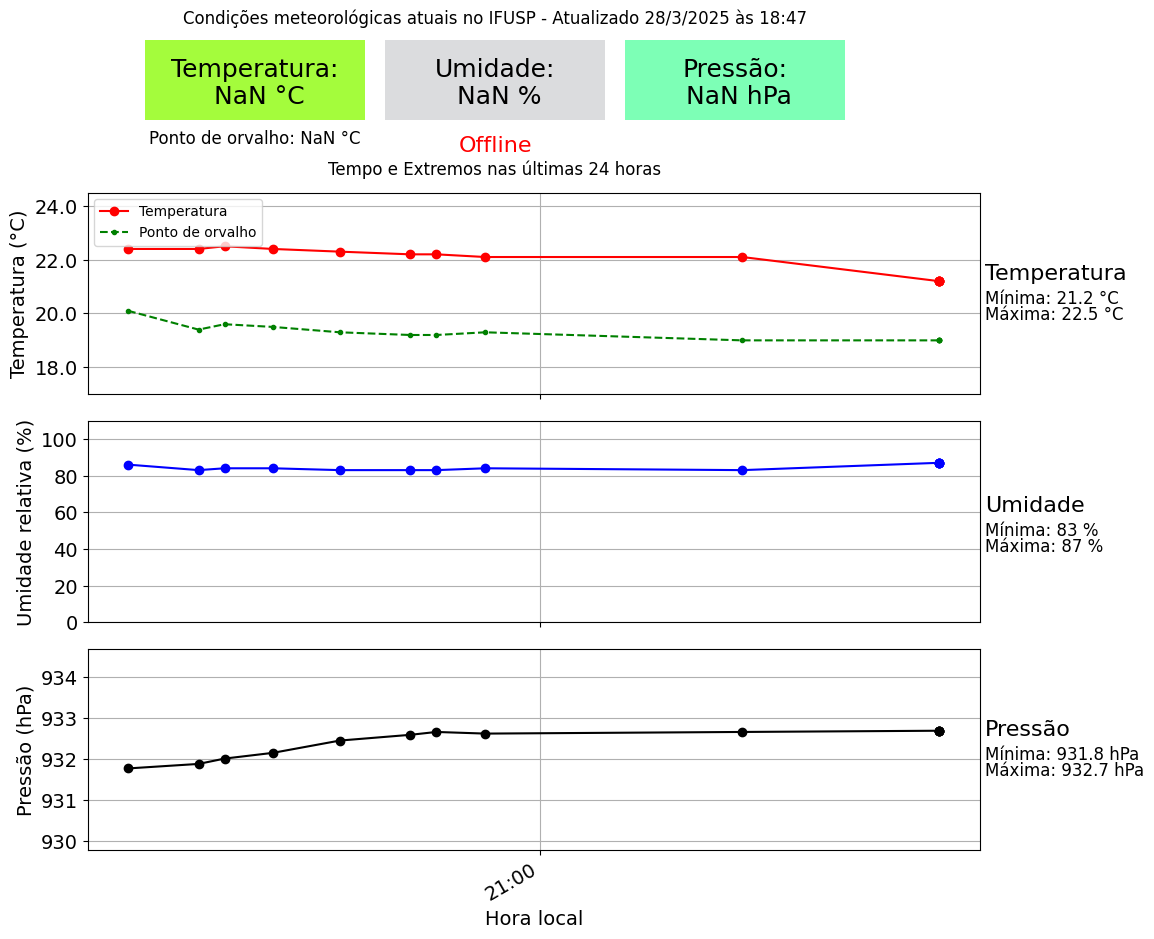 Condições meteorológicas atuais no IFUSP - Atualizado 28/3/2025 às 18:47
Temperatura:
NaN °C
Umidade:
NaN %
Pressão:
NaN hPa
Ponto de orvalho: NaN °C
Offline
Tempo e Extremos nas últimas 24 horas
Temperatura (°C)
24.0
22.0
20.0
18.0
Temperatura
Ponto de orvalho
Temperatura
Mínima: 21.2 °C
Máxima: 22.5 °C
Umidade relativa (%)
100
80
60
40
20
0
Umidade
Mínima: 83 %
Máxima: 87 %
Pressão (hPa)
934
933
932
931
930
Pressão
Mínima: 931.8 hPa
Máxima: 932.7 hPa
21:00
Hora local